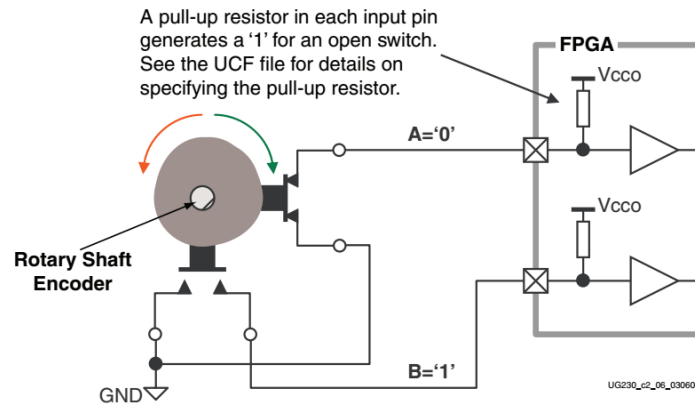 A pull-up resistor in each input pin
generates a ‘1’ for an open switch.
See the UCF file for details on
specifying the pull-up resistor.
FPGA
Vcco
A=‘0’
Vcco
Rotary Shaft
Encoder
B=‘1’
GND
UG230_c2_06_03060